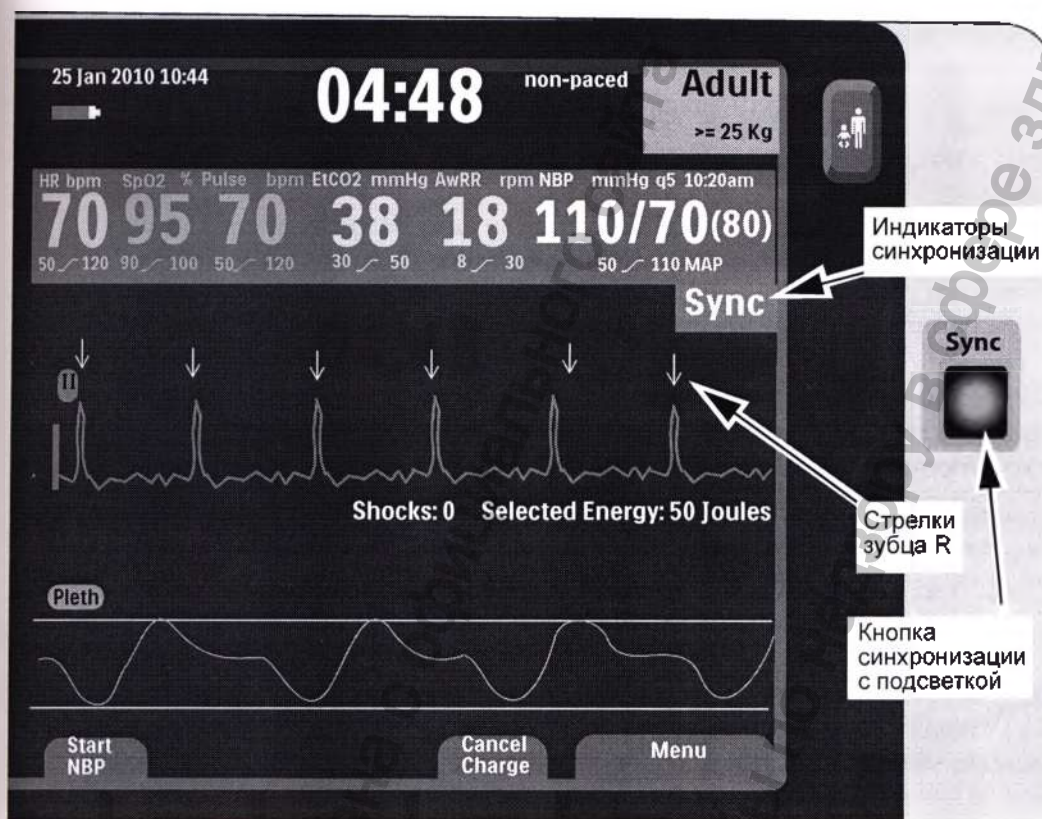 25 Jan 2010 10:44
04:48
non-paced
Adult
>= 25 Kg
HR bpm SpO2 % Pulse bpm EtCO2 mmHg AwRR rpm NBP mmHg q5 10:20am
70 95 70 38 18 110/70(80)
50 120 90 100 50 120 30 50 8 30 50 110 MAP
Индикаторы
синхронизации
Sync
Sync
II
Shocks: 0 Selected Energy: 50 Joules
Стрелки
зубца R
Pleth
Кнопка
синхронизации
с подсветкой
Start
NBP
Cancel
Charge
Menu